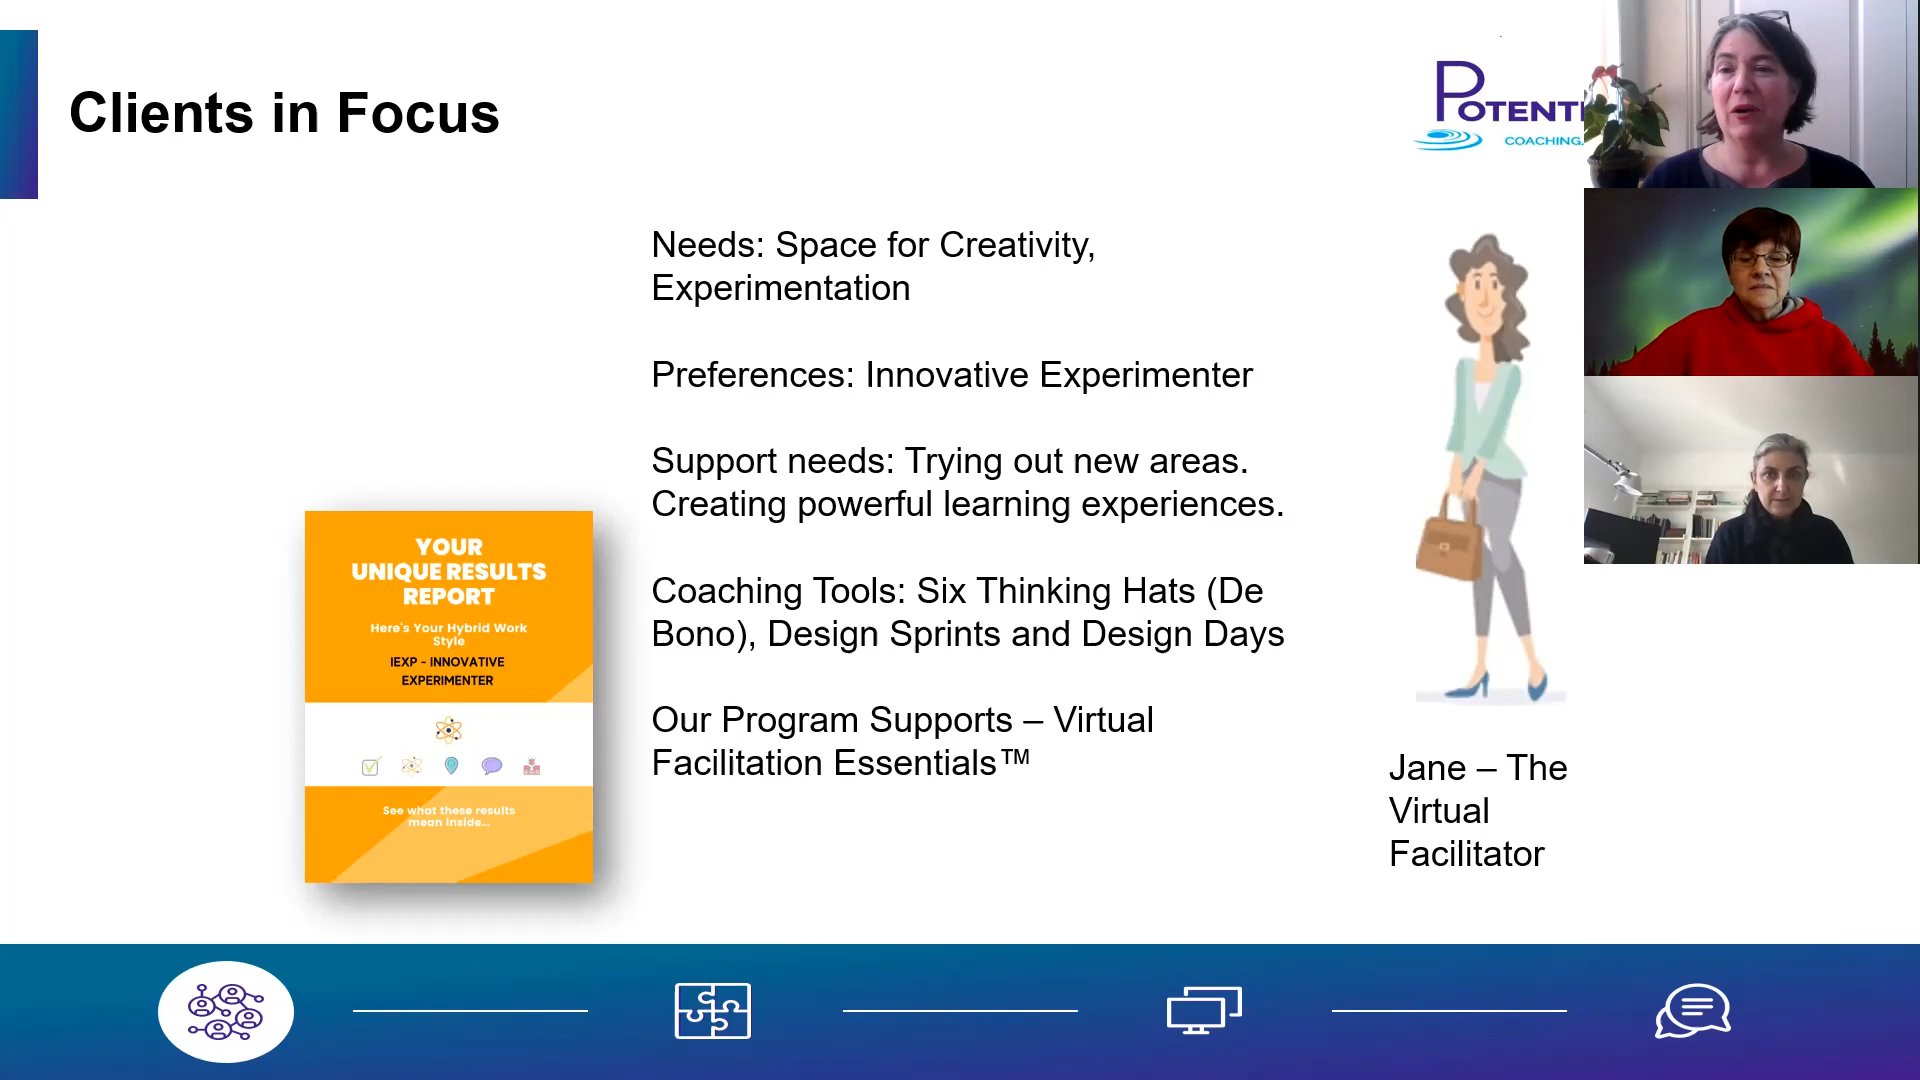 Clients in Focus
POTENTI
COACHING,
Needs: Space for Creativity,
Experimentation
Preferences: Innovative Experimenter
Support needs: Trying out new areas.
Creating powerful learning experiences.
Coaching Tools: Six Thinking Hats (De
Bono), Design Sprints and Design Days
Our Program Supports – Virtual
Facilitation Essentials™
YOUR
UNIQUE RESULTS
REPORT
Here's Your Hybrid Work
Style
IEXP - INNOVATIVE
EXPERIMENTER
See what these results
mean inside...
Jane – The
Virtual
Facilitator